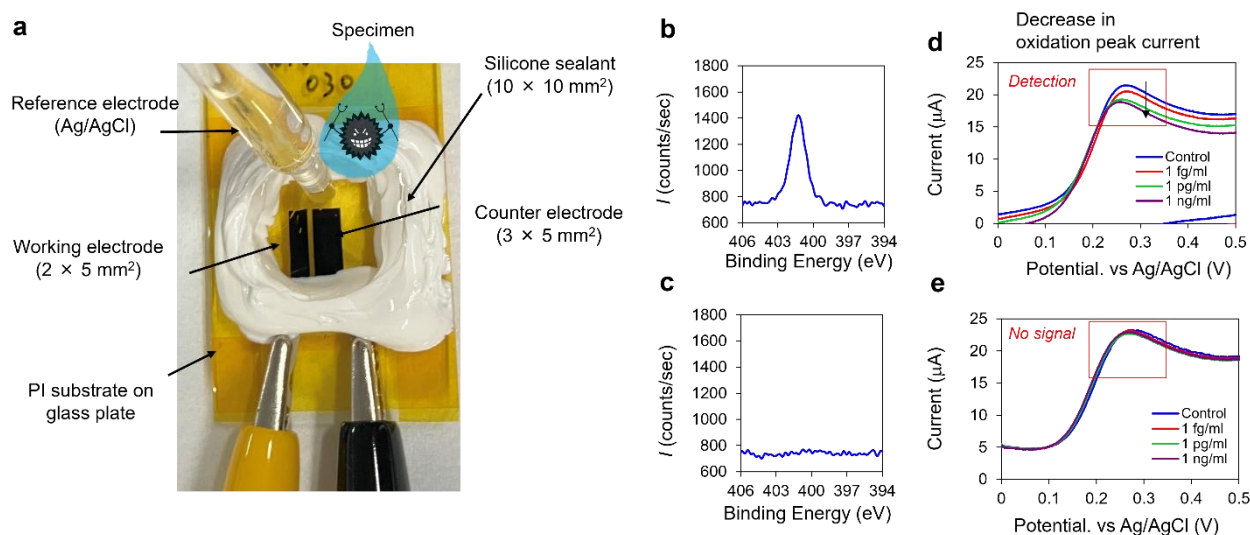 a
Specimen
Silicone sealant
(10 × 10 mm²)
Reference electrode
(Ag/AgCl)
030
Counter electrode
(3 × 5 mm²)
Working electrode
(2 × 5 mm²)
PI substrate on
glass plate
b
1800
1600
1400
1200
1000
800
600
I (counts/sec)
406 403 400 397 394
Binding Energy (eV)
c
1800
1600
1400
1200
1000
800
600
I (counts/sec)
406 403 400 397 394
Binding Energy (eV)
Decrease in
oxidation peak current
d
25
20
15
10
5
0
Current (μA)
Detection
Control
1 fg/ml
1 pg/ml
1 ng/ml
0 0.1 0.2 0.3 0.4 0.5
Potential. vs Ag/AgCl (V)
e
25
20
15
10
5
0
Current (μA)
No signal
Control
1 fg/ml
1 pg/ml
1 ng/ml
0 0.1 0.2 0.3 0.4 0.5
Potential. vs Ag/AgCl (V)